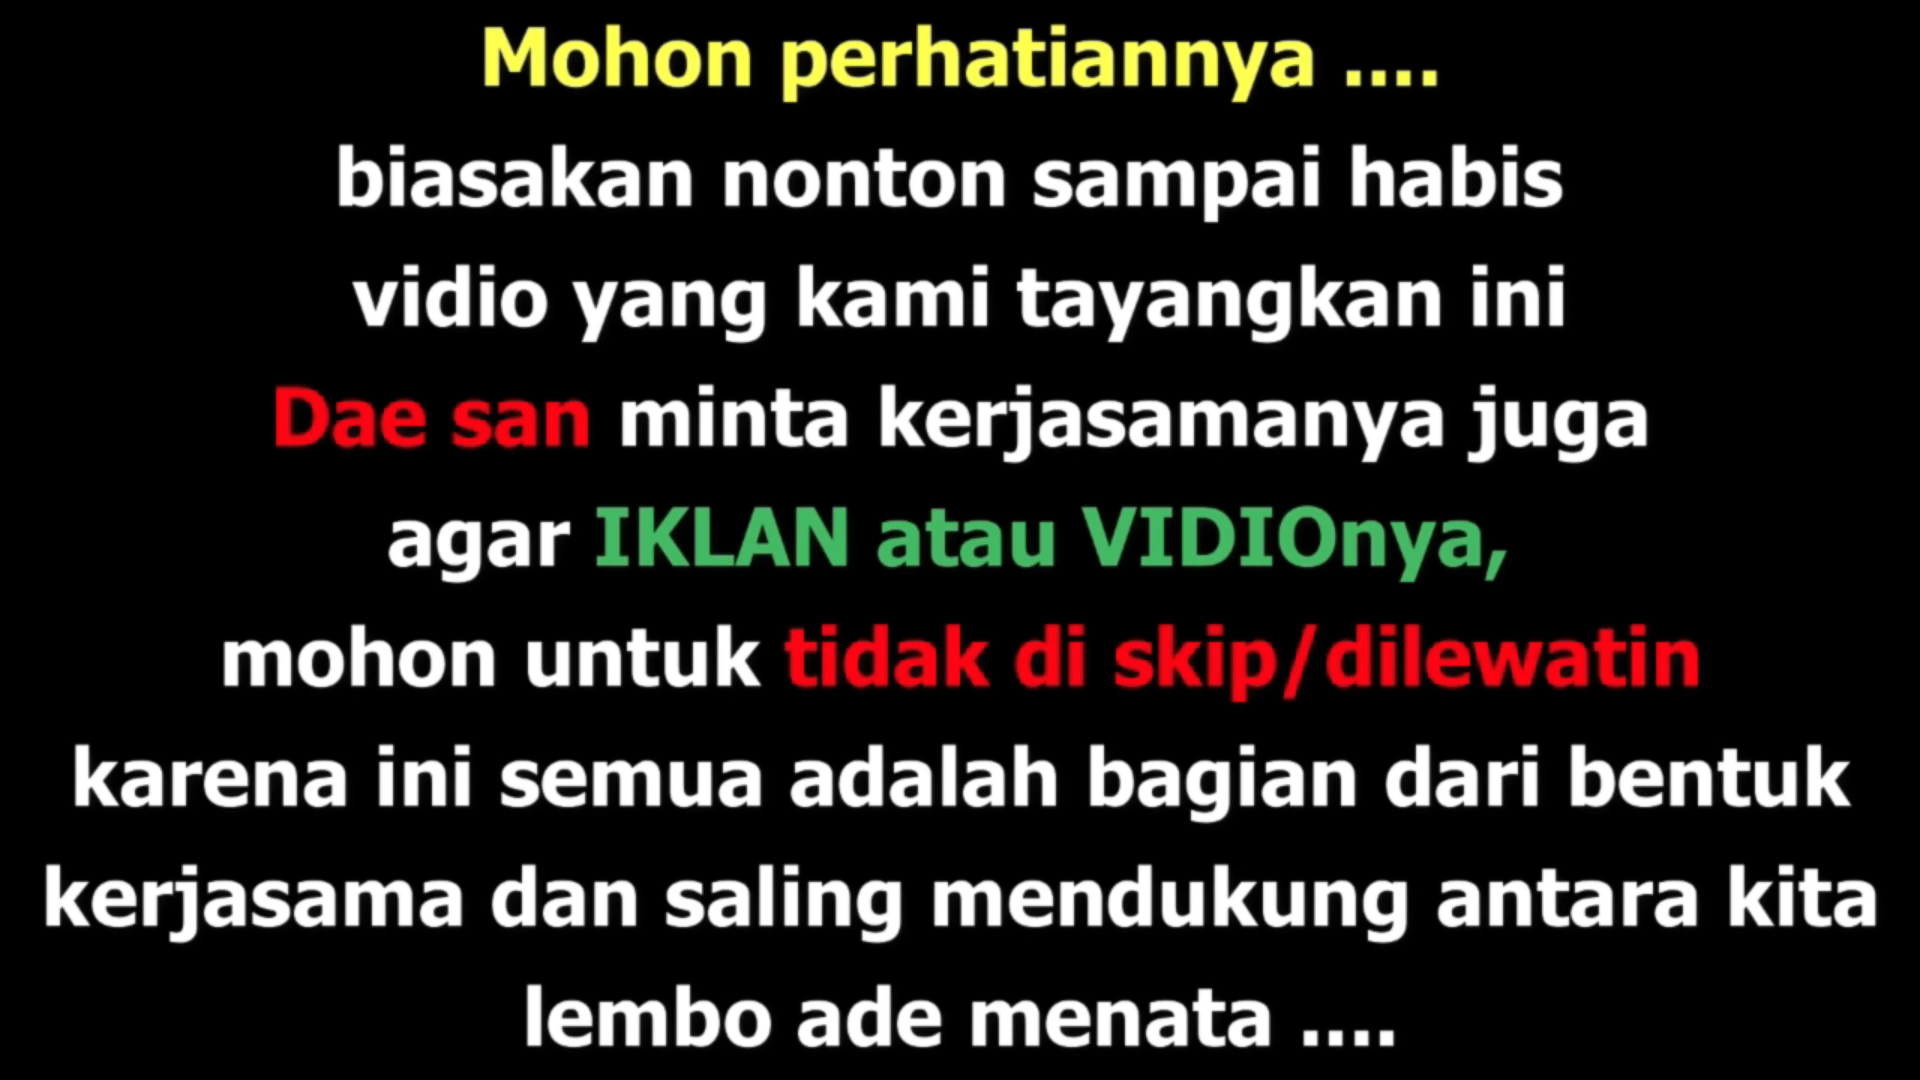 Mohon perhatiannya ....
biasakan nonton sampai habis
vidio yang kami tayangkan ini
Dae san minta kerjasamanya juga
agar IKLAN atau VIDIOnya,
mohon untuk tidak di skip/dilewatin
karena ini semua adalah bagian dari bentuk
kerjasama dan saling mendukung antara kita
lembo ade menata ....